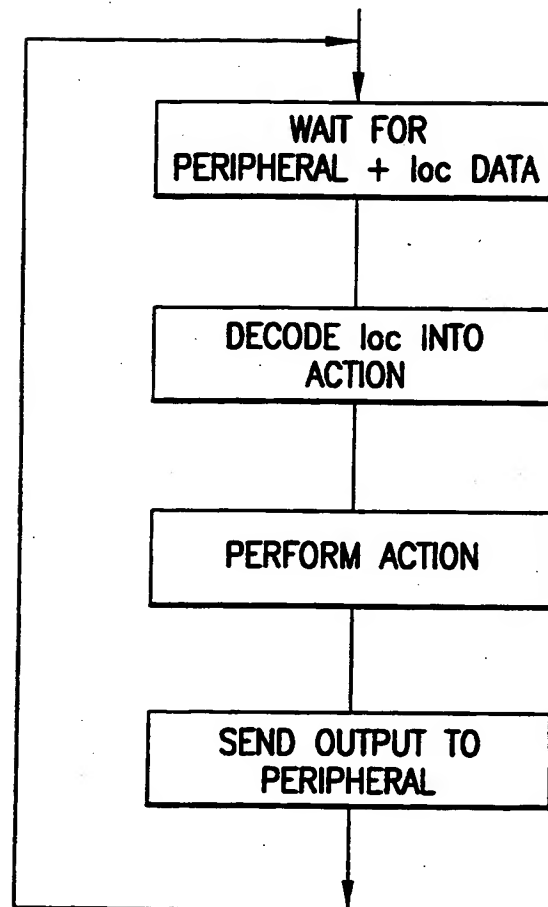 WAIT FOR
PERIPHERAL + loc DATA
DECODE loc INTO
ACTION
PERFORM ACTION
SEND OUTPUT TO
PERIPHERAL